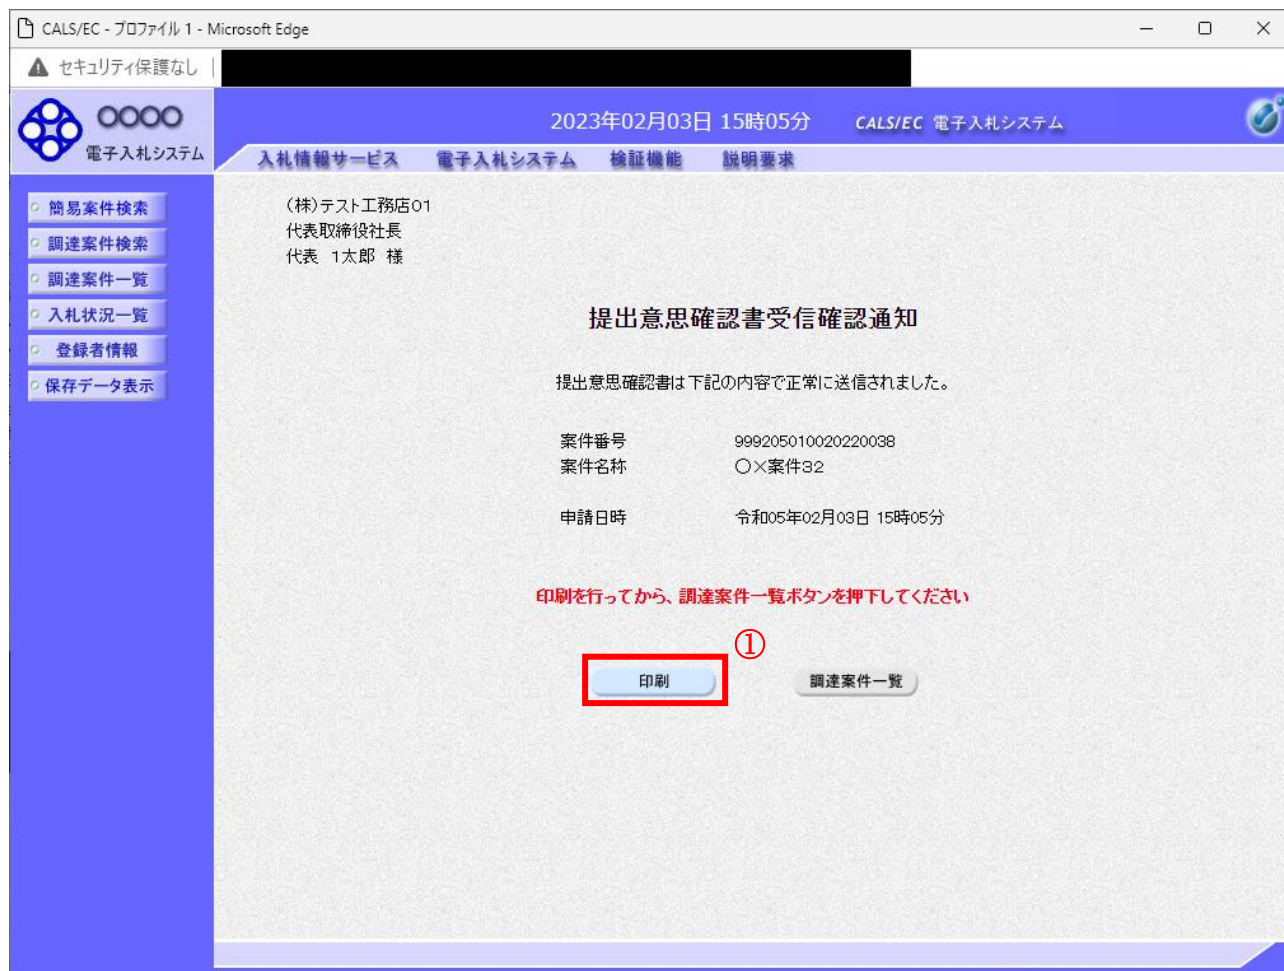 CALS/EC - プロファイル 1 - Microsoft Edge
セキュリティ保護なし
〇〇〇〇
電子入札システム
2023年02月03日 15時05分 CALS/EC 電子入札システム
入札情報サービス 電子入札システム 検証機能 説明要求
簡易案件検索
調達案件検索
調達案件一覧
入札状況一覧
登録者情報
保存データ表示
(株)テスト工務店01
代表取締役社長
代表 1太郎 様
提出意思確認書受信確認通知
提出意思確認書は下記の内容で正常に送信されました。
案件番号 999205010020220038
案件名称 〇×案件32
申請日時 令和05年02月03日 15時05分
印刷を行ってから、調達案件一覧ボタンを押下してください
①
印刷 調達案件一覧